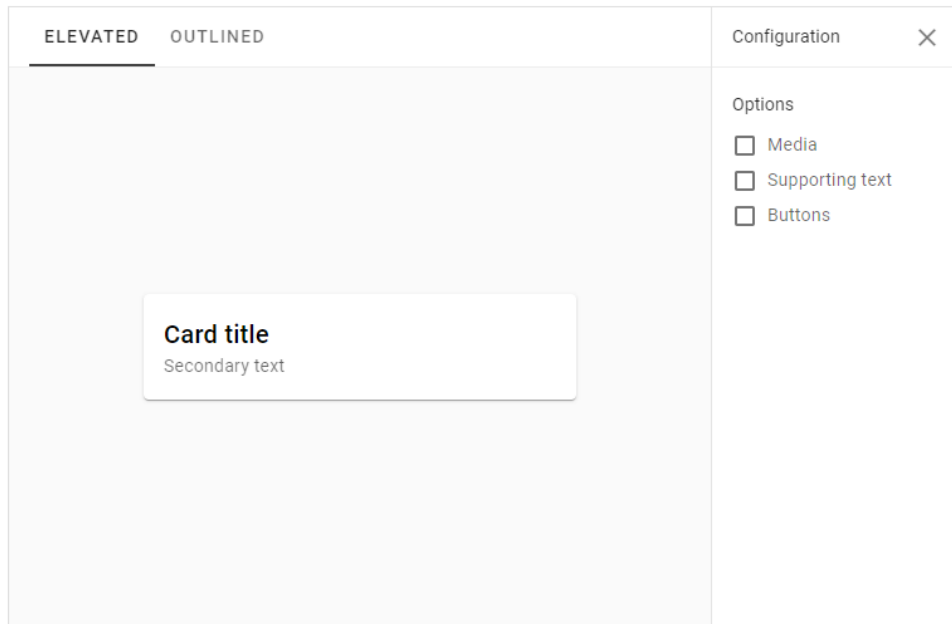 ELEVATED
OUTLINED
Configuration
Options
Media
Supporting text
Buttons
Card title
Secondary text